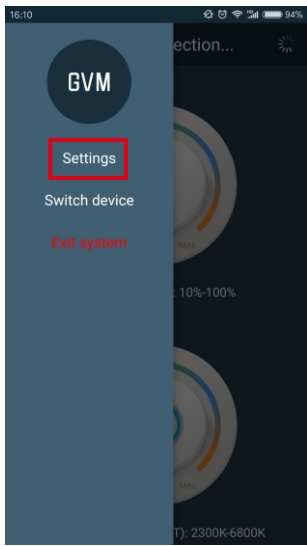 16:10
94%
ection...
GVM
Settings
Switch device
Exit system
MAX
: 10%-100%
MAX
T): 2300K-6800K